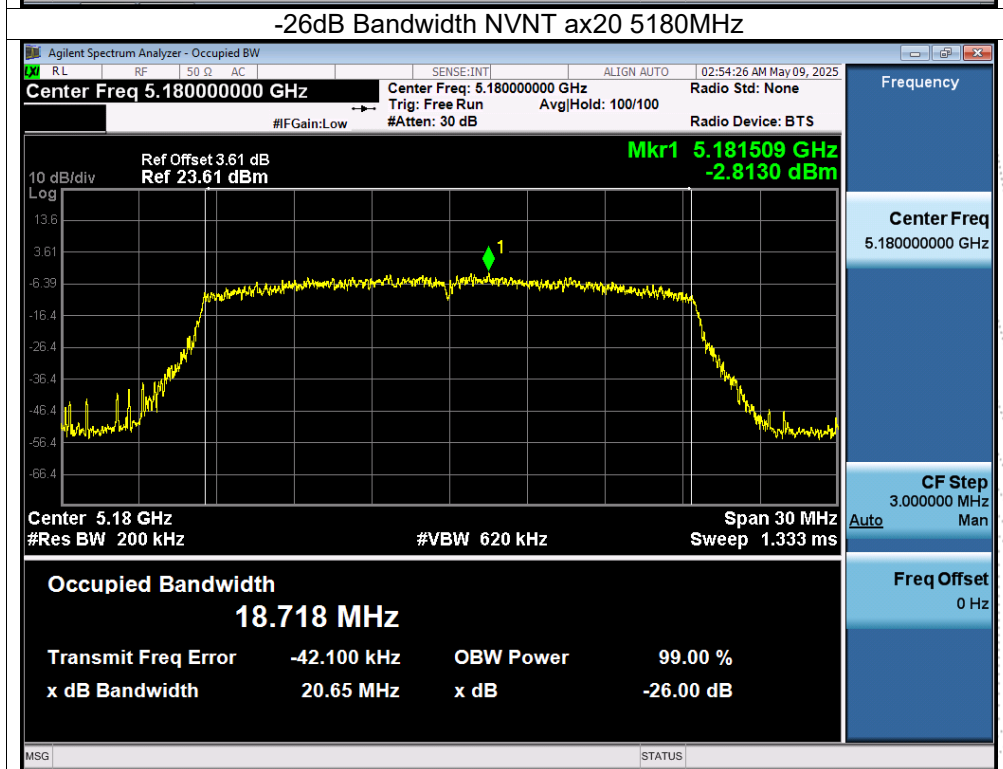 -26dB Bandwidth NVNT ax20 5180MHz
Agilent Spectrum Analyzer - Occupied BW
LXI RL RF 50 Ω AC SENSE:INT ALIGN AUTO 02:54:26 AM May 09, 2025
Center Freq 5.180000000 GHz
Center Freq: 5.180000000 GHz Radio Std: None
Trig: Free Run Avg|Hold: 100/100
#IFGain:Low #Atten: 30 dB Radio Device: BTS
Mkr1 5.181509 GHz
-2.8130 dBm
Ref Offset 3.61 dB
10 dB/div Ref 23.61 dBm
Log
13.6
3.61
-6.39
-16.4
-26.4
-36.4
-46.4
-56.4
-66.4
1
Center 5.18 GHz Span 30 MHz
#Res BW 200 kHz #VBW 620 kHz Sweep 1.333 ms
Occupied Bandwidth
18.718 MHz
Transmit Freq Error -42.100 kHz OBW Power 99.00 %
x dB Bandwidth 20.65 MHz x dB -26.00 dB
Frequency
Center Freq
5.180000000 GHz
CF Step
3.000000 MHz
Auto Man
Freq Offset
0 Hz
MSG STATUS